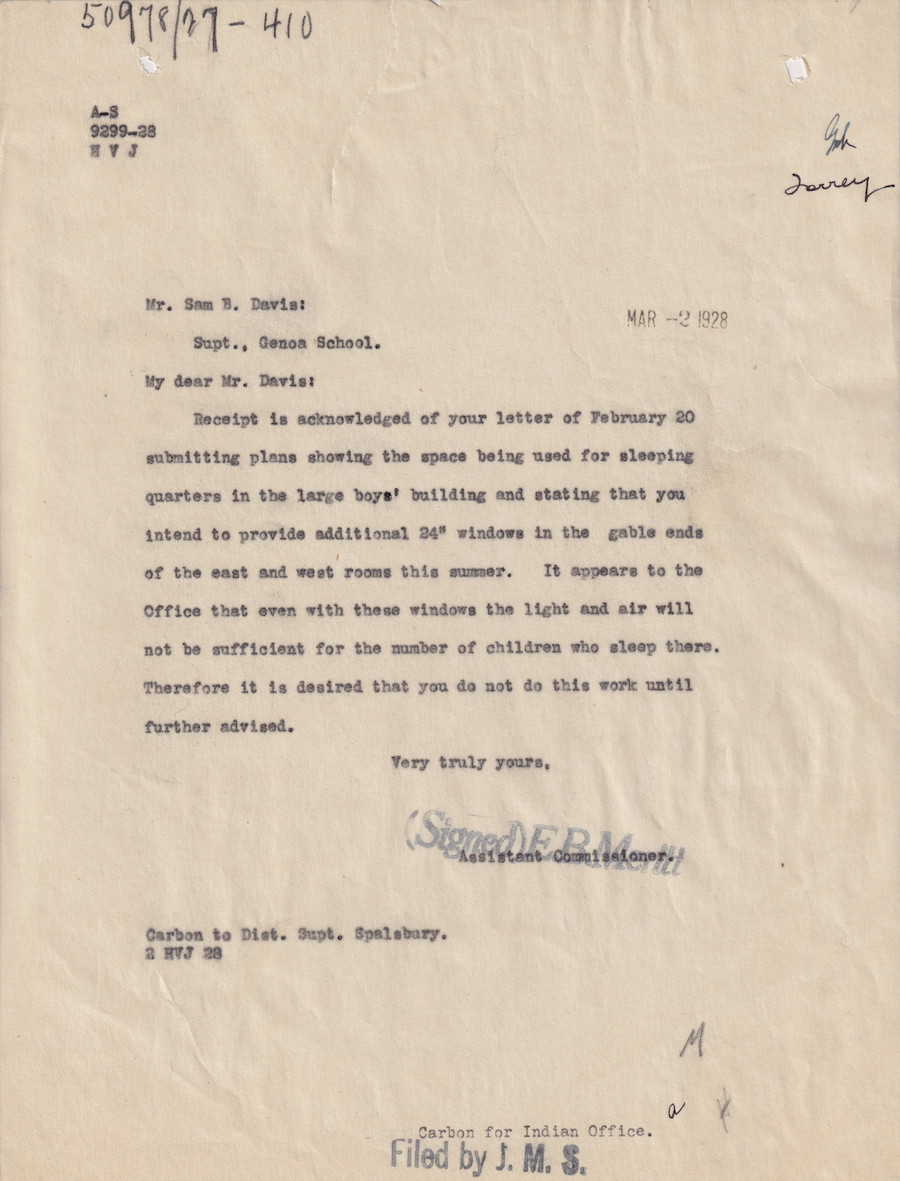 50978/27-410
A-S
9299-28
H V J
Torrey
Mr. Sam B. Davis:
MAR -2 1928
Supt., Genoa School.
My dear Mr. Davis:
Receipt is acknowledged of your letter of February 20
submitting plans showing the space being used for sleeping
quarters in the large boys' building and stating that you
intend to provide additional 24" windows in the gable ends
of the east and west rooms this summer. It appears to the
Office that even with these windows the light and air will
not be sufficient for the number of children who sleep there.
Therefore it is desired that you do not do this work until
further advised.
Very truly yours,
(Signed) E B Meritt
Assistant Commissioner.
Carbon to Dist. Supt. Spalsbury.
2 HVJ 28
M
a
Carbon for Indian Office.
Filed by J. M. S.